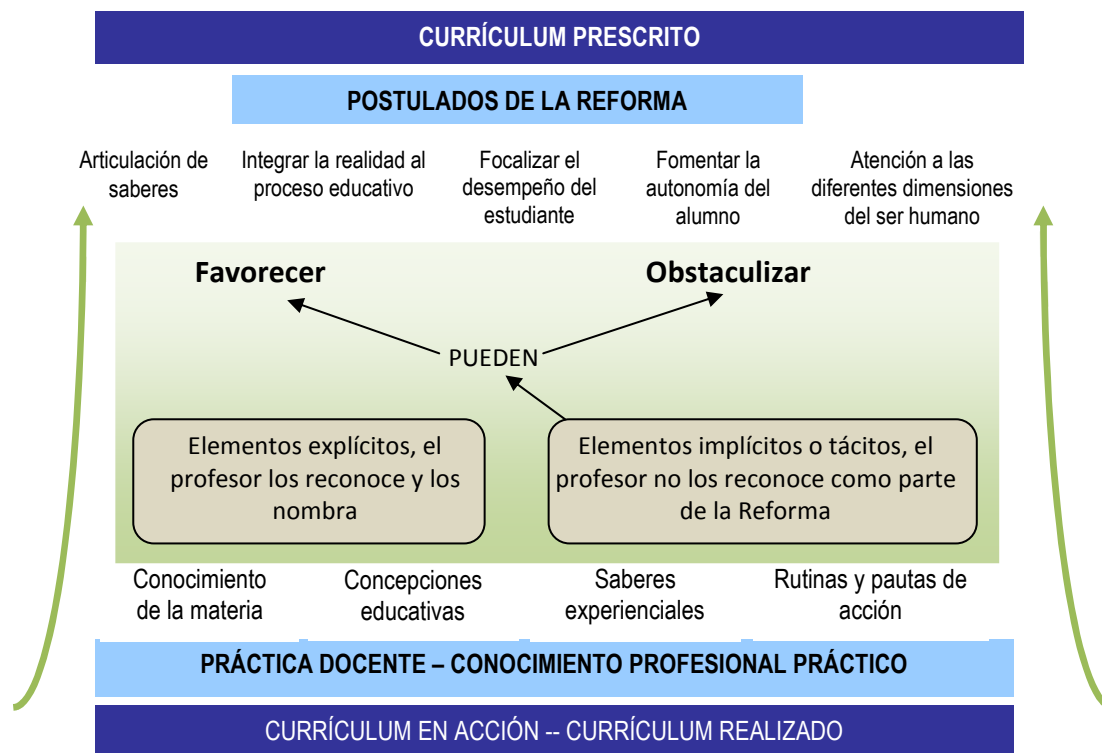 CURRÍCULUM PRESCRITO
POSTULADOS DE LA REFORMA
Articulación de
saberes
Integrar la realidad al
proceso educativo
Focalizar el
desempeño del
estudiante
Fomentar la
autonomía del
alumno
Atención a las
diferentes dimensiones
del ser humano
Favorecer
Obstaculizar
PUEDEN
Elementos explícitos, el
profesor los reconoce y los
nombra
Elementos implícitos o tácitos, el
profesor no los reconoce como parte
de la Reforma
Conocimiento
de la materia
Concepciones
educativas
Saberes
experienciales
Rutinas y pautas de
acción
PRÁCTICA DOCENTE – CONOCIMIENTO PROFESIONAL PRÁCTICO
CURRÍCULUM EN ACCIÓN -- CURRÍCULUM REALIZADO